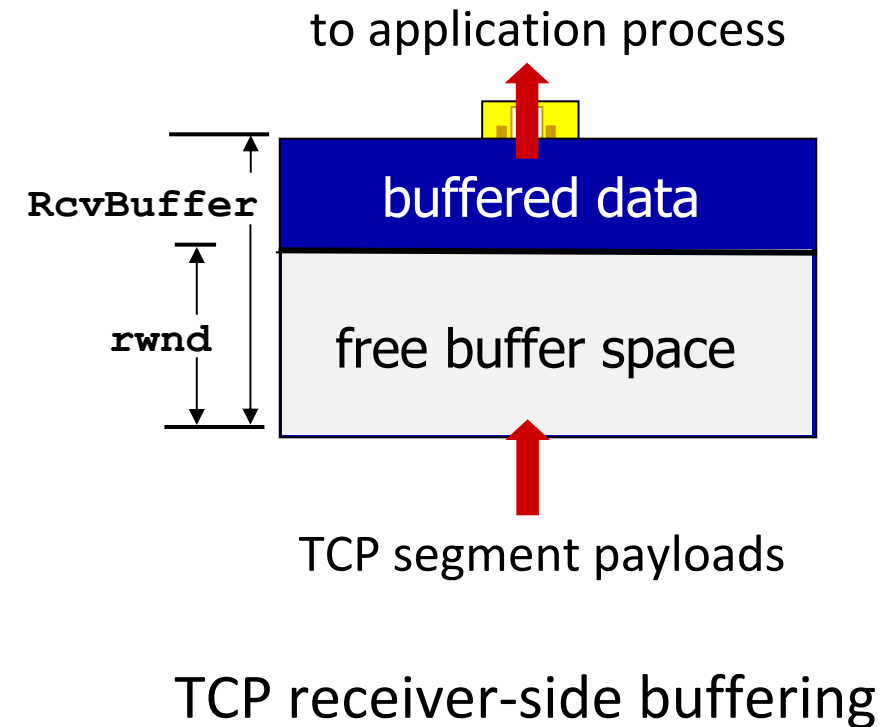 to application process
RcvBuffer
buffered data
rwnd
free buffer space
TCP segment payloads
TCP receiver-side buffering